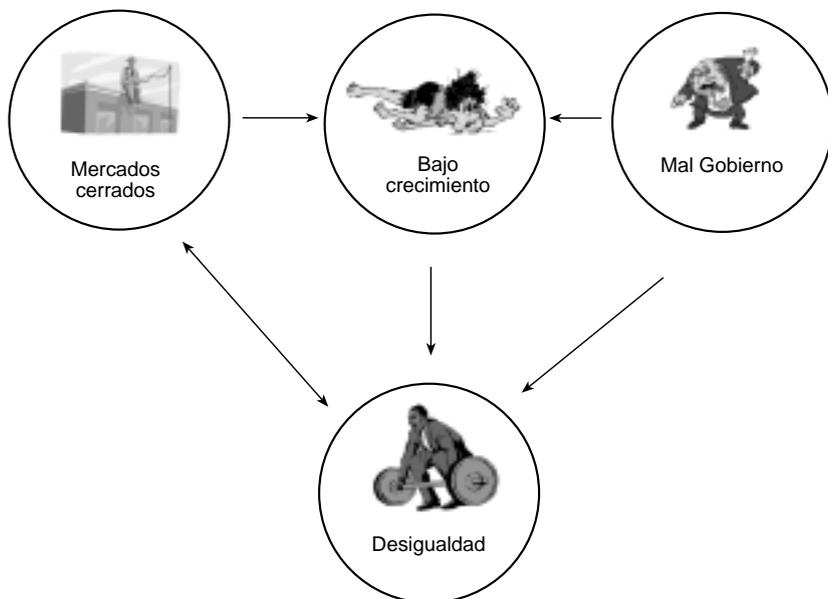 Mercados
cerrados
Bajo
crecimiento
Mal Gobierno
Desigualdad